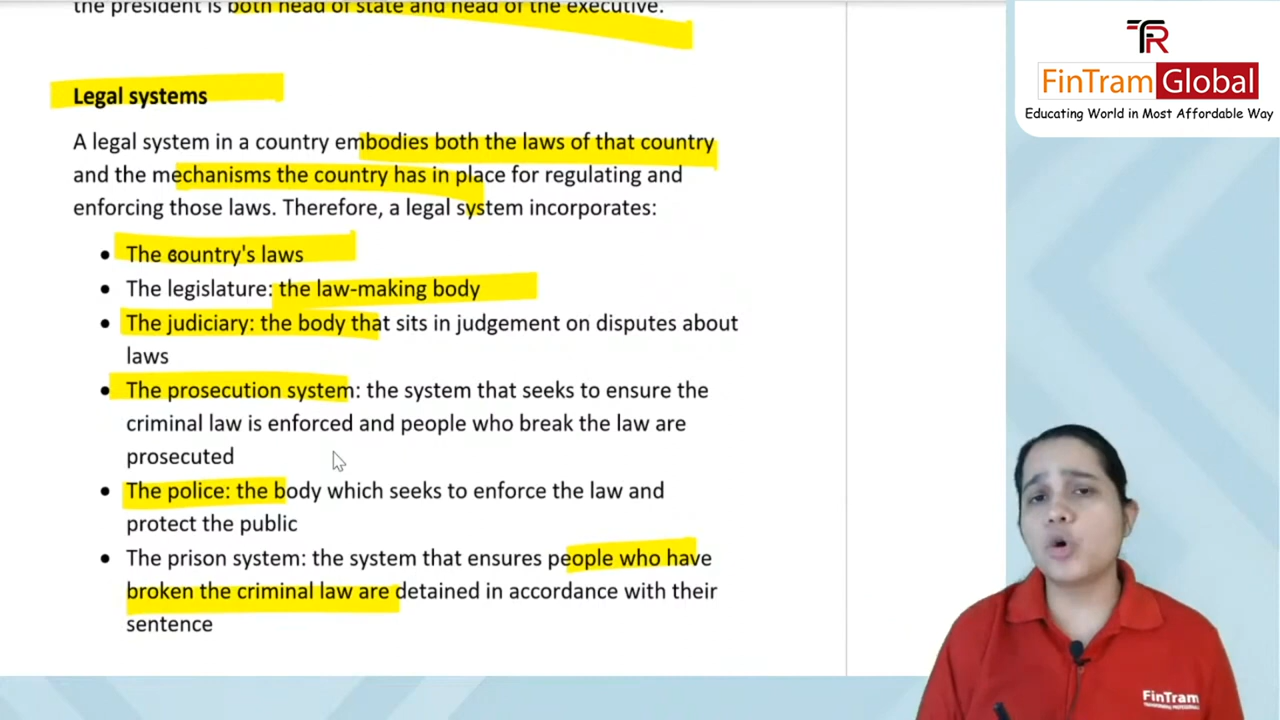 the president is both head of state and head of the executive.
Legal systems
A legal system in a country embodies both the laws of that country
and the mechanisms the country has in place for regulating and
enforcing those laws. Therefore, a legal system incorporates:
• The country's laws
• The legislature: the law-making body
• The judiciary: the body that sits in judgement on disputes about
laws
• The prosecution system: the system that seeks to ensure the
criminal law is enforced and people who break the law are
prosecuted
• The police: the body which seeks to enforce the law and
protect the public
• The prison system: the system that ensures people who have
broken the criminal law are detained in accordance with their
sentence
FinTram Global
Educating World in Most Affordable Way
FinTram